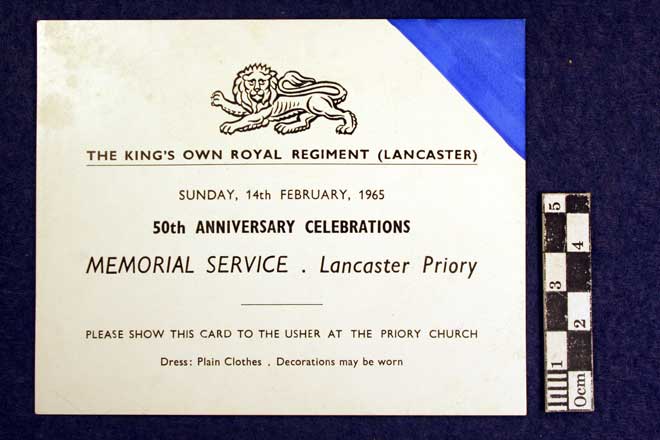 THE KING'S OWN ROYAL REGIMENT (LANCASTER)
SUNDAY, 14th FEBRUARY, 1965
50th ANNIVERSARY CELEBRATIONS
MEMORIAL SERVICE . Lancaster Priory
PLEASE SHOW THIS CARD TO THE USHER AT THE PRIORY CHURCH
Dress: Plain Clothes . Decorations may be worn
5
4
3
2
1
0cm